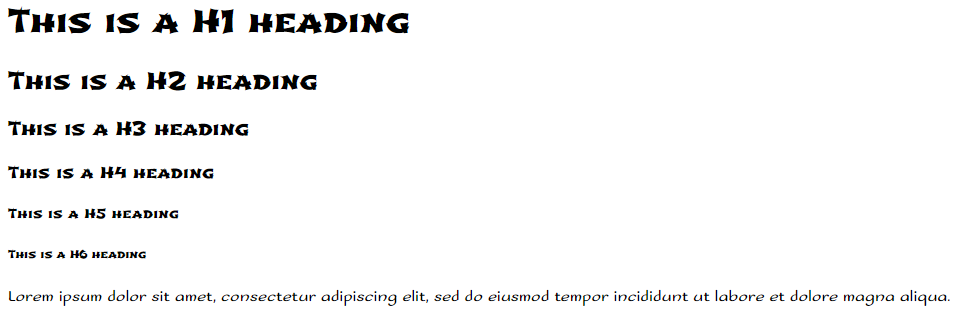 This is a H1 heading
This is a H2 heading
This is a H3 heading
This is a H4 heading
This is a H5 heading
This is a H6 heading
Lorem ipsum dolor sit amet, consectetur adipiscing elit, sed do eiusmod tempor incididunt ut labore et dolore magna aliqua.